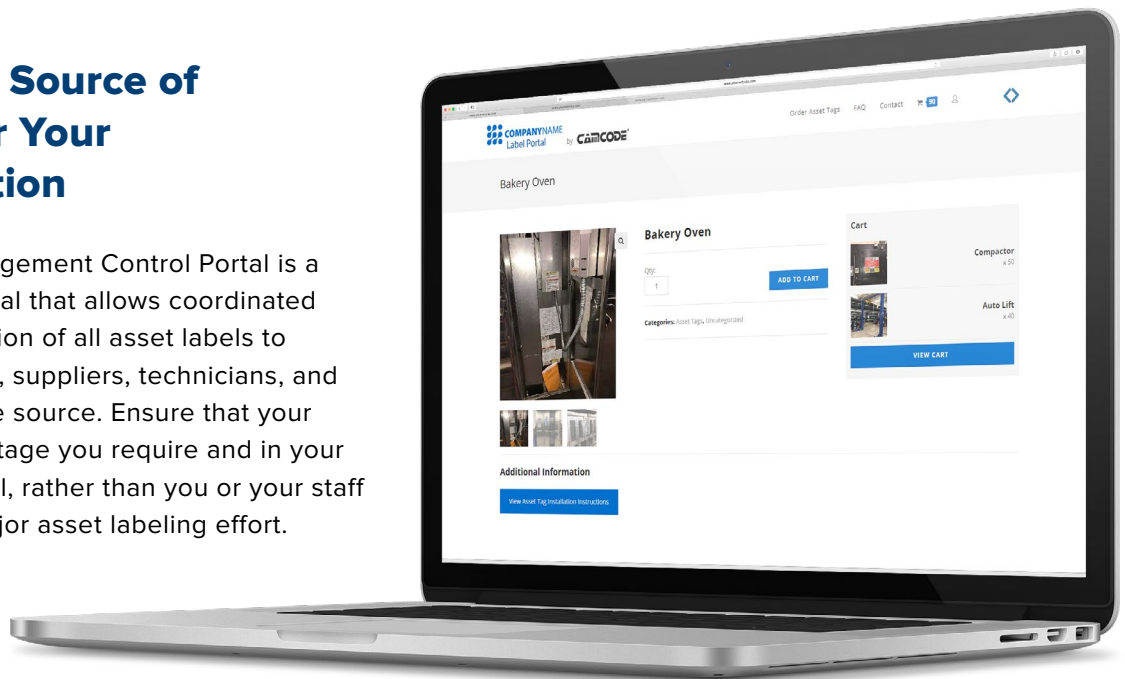 Source of
r Your
tion
gement Control Portal is a
al that allows coordinated
ion of all asset labels to
, suppliers, technicians, and
e source. Ensure that your
tage you require and in your
l, rather than you or your staff
jor asset labeling effort.
Order Asset Tags FAQ Contact 90
COMPANYNAME
Label Portal by CAMCODE
Bakery Oven
Bakery Oven
Qty:
1
ADD TO CART
Categories: Asset Tags, Uncategorized
Cart
Compactor
x 50
Auto Lift
x 40
VIEW CART
Additional Information
View Asset Tag Installation Instructions